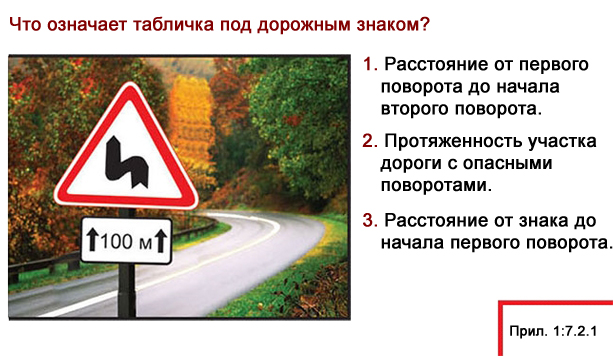 Что означает табличка под дорожным знаком?
1. Расстояние от первого
поворота до начала
второго поворота.
2. Протяженность участка
дороги с опасными
поворотами.
3. Расстояние от знака до
начала первого поворота.
100 м
Прил. 1:7.2.1